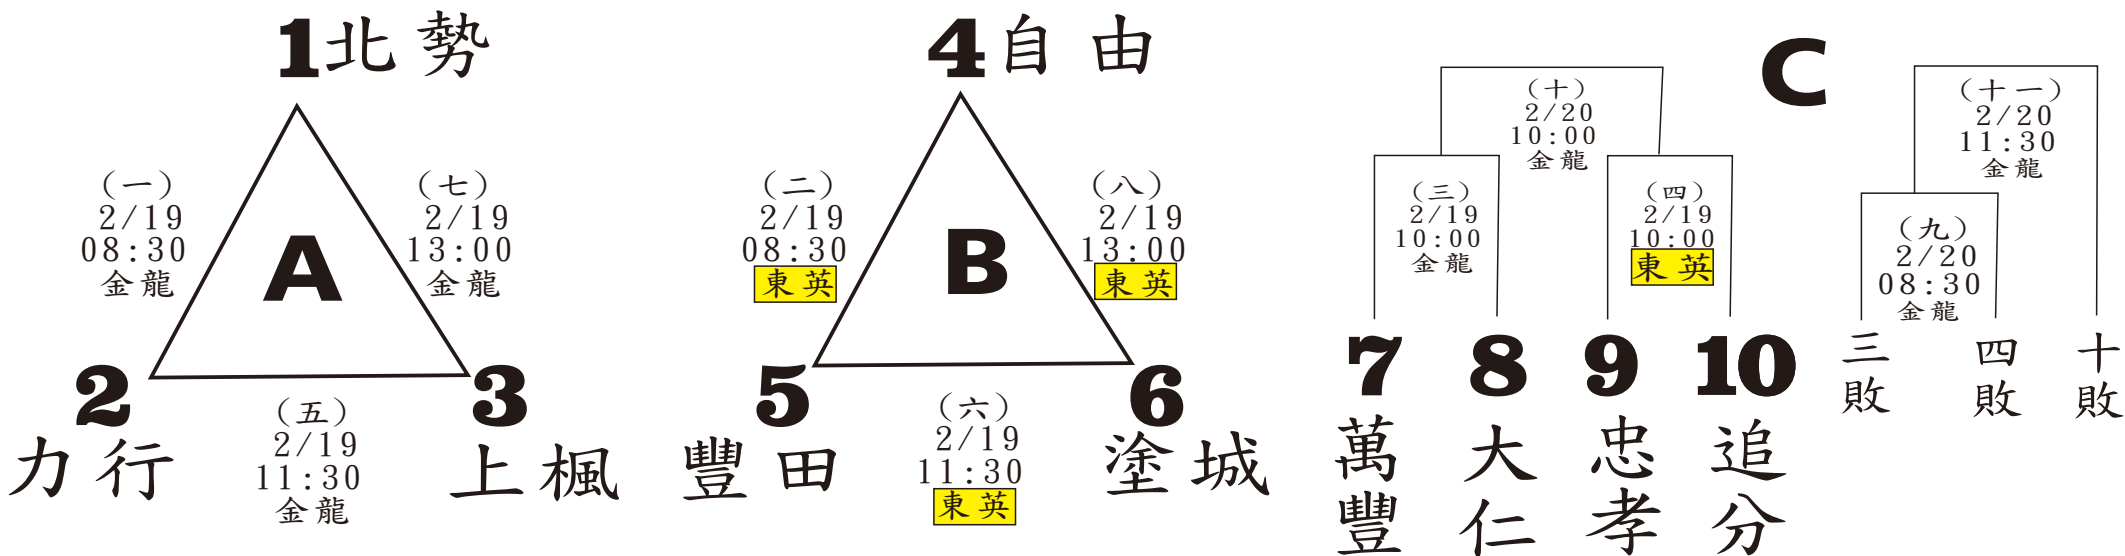 1北勢
(一)
2/19
08:30
金龍
A
(七)
2/19
13:00
金龍
2
力行
(五)
2/19
11:30
金龍
3
上楓
4自由
(二)
2/19
08:30
東英
B
(八)
2/19
13:00
東英
5
豐田
(六)
2/19
11:30
東英
6
塗城
C
(十)
2/20
10:00
金龍
(三)
2/19
10:00
金龍
(四)
2/19
10:00
東英
7
萬豐
8
大仁
9
忠孝
10
追分
(十一)
2/20
11:30
金龍
(九)
2/20
08:30
金龍
三敗
四敗
十敗